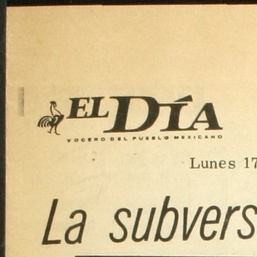 EL DÍA
VOCERO DEL PUEBLO MEXICANO
Lunes 17
La subvers